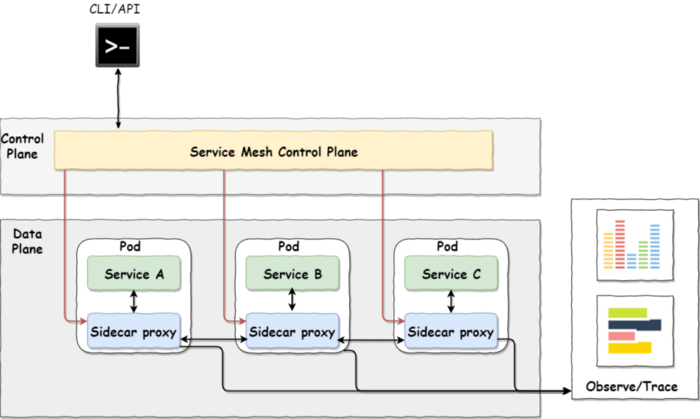 CLI/API
>-
Control
Plane
Service Mesh Control Plane
Data
Plane
Pod
Service A
Sidecar proxy
Pod
Service B
Sidecar proxy
Pod
Service C
Sidecar proxy
Observe/Trace